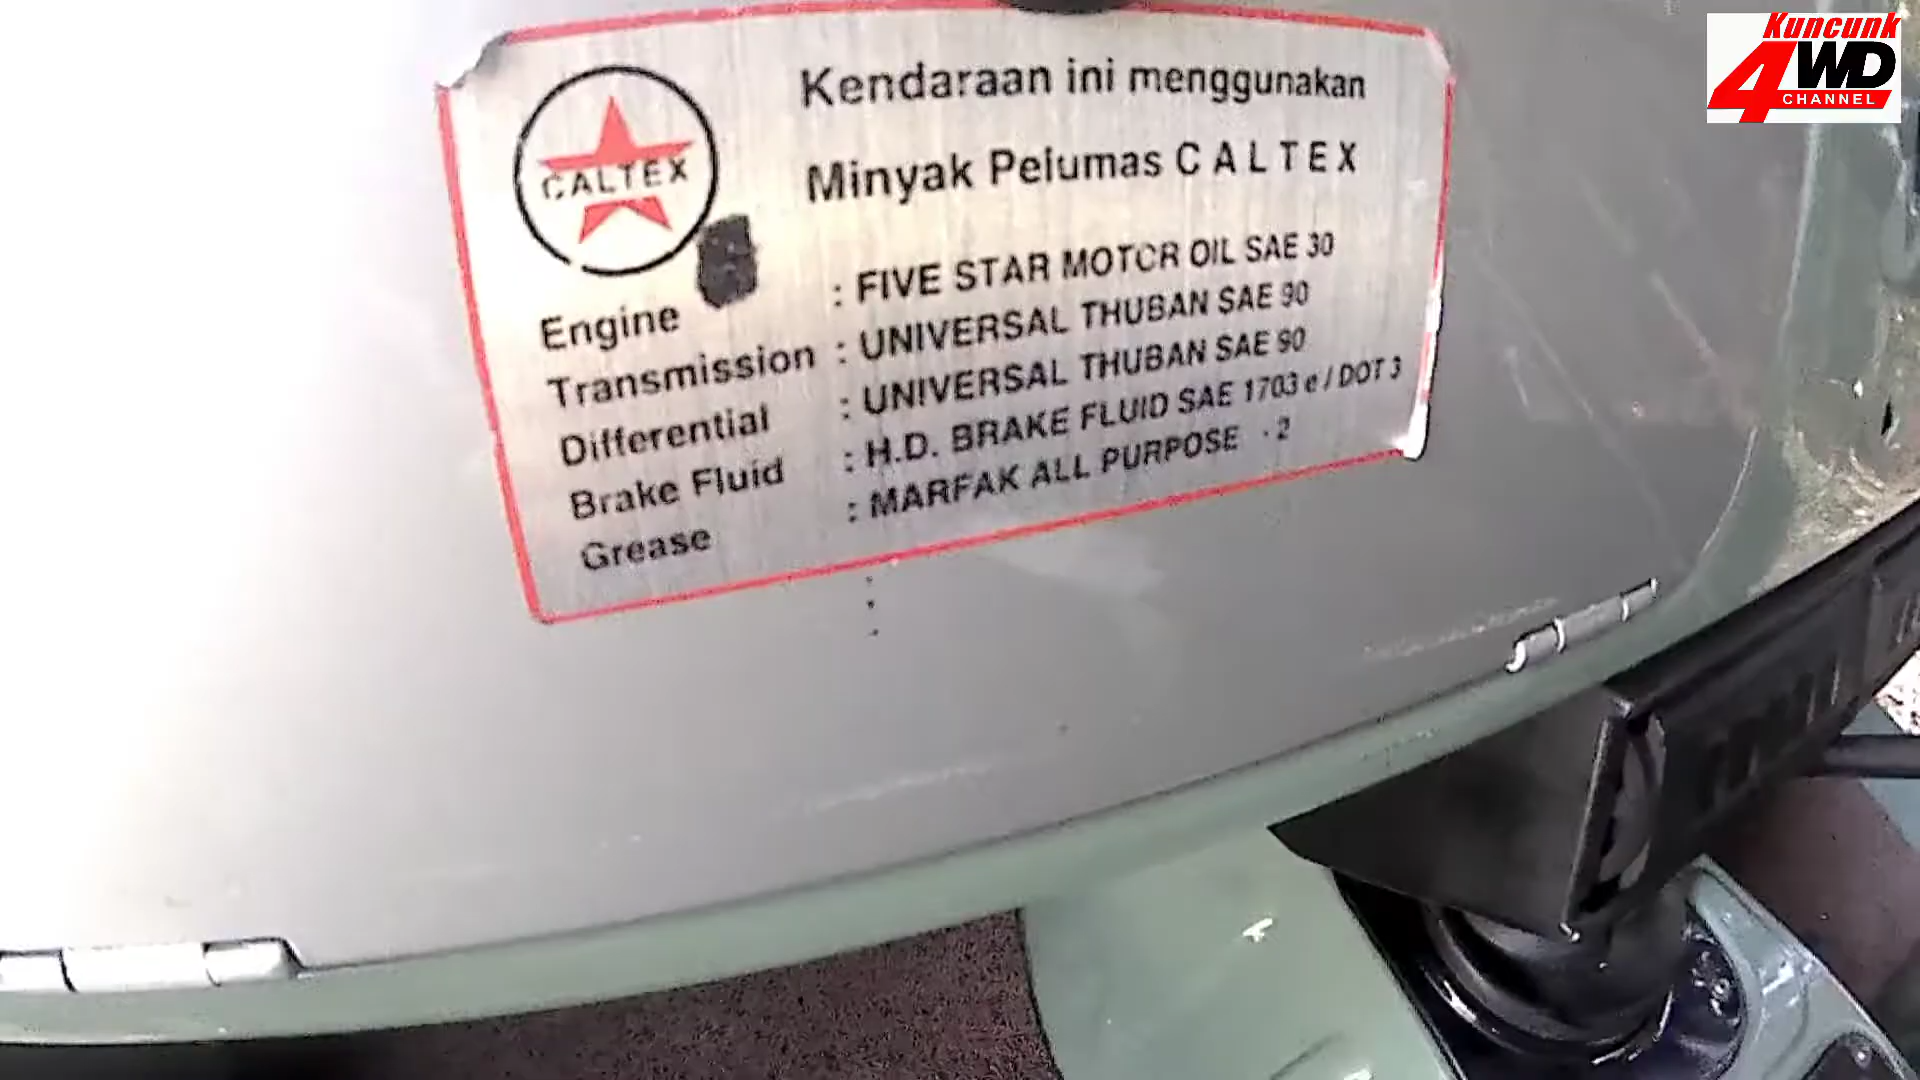 Kuncunk
4WD
CHANNEL
CALTEX
Kendaraan ini menggunakan
Minyak Pelumas CALTEX
Engine : FIVE STAR MOTOR OIL SAE 30
Transmission : UNIVERSAL THUBAN SAE 90
Differential : UNIVERSAL THUBAN SAE 90
Brake Fluid : H.D. BRAKE FLUID SAE 1703 e / DOT 3
Grease : MARFAK ALL PURPOSE · 2